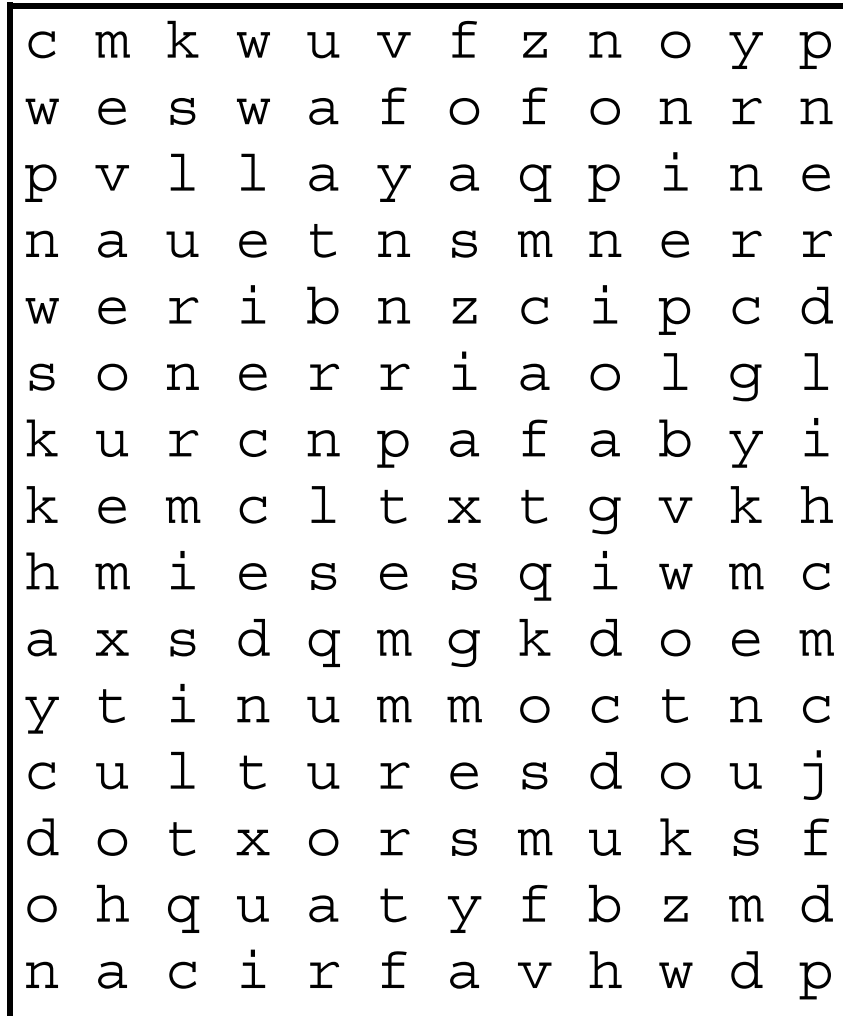 c m k w u v f z n o y p
w e s w a f o f o n r n
p v l l a y a q p i n e
n a u e t n s m n e r r
w e r i b n z c i p c d
s o n e r r i a o l g l
k u r c n p a f a b y i
k e m c l t x t g v k h
h m i e s e s q i w m c
a x s d q m g k d o e m
y t i n u m m o c t n c
c u l t u r e s d o u j
d o t x o r s m u k s f
o h q u a t y f b z m d
n a c i r f a v h w d p